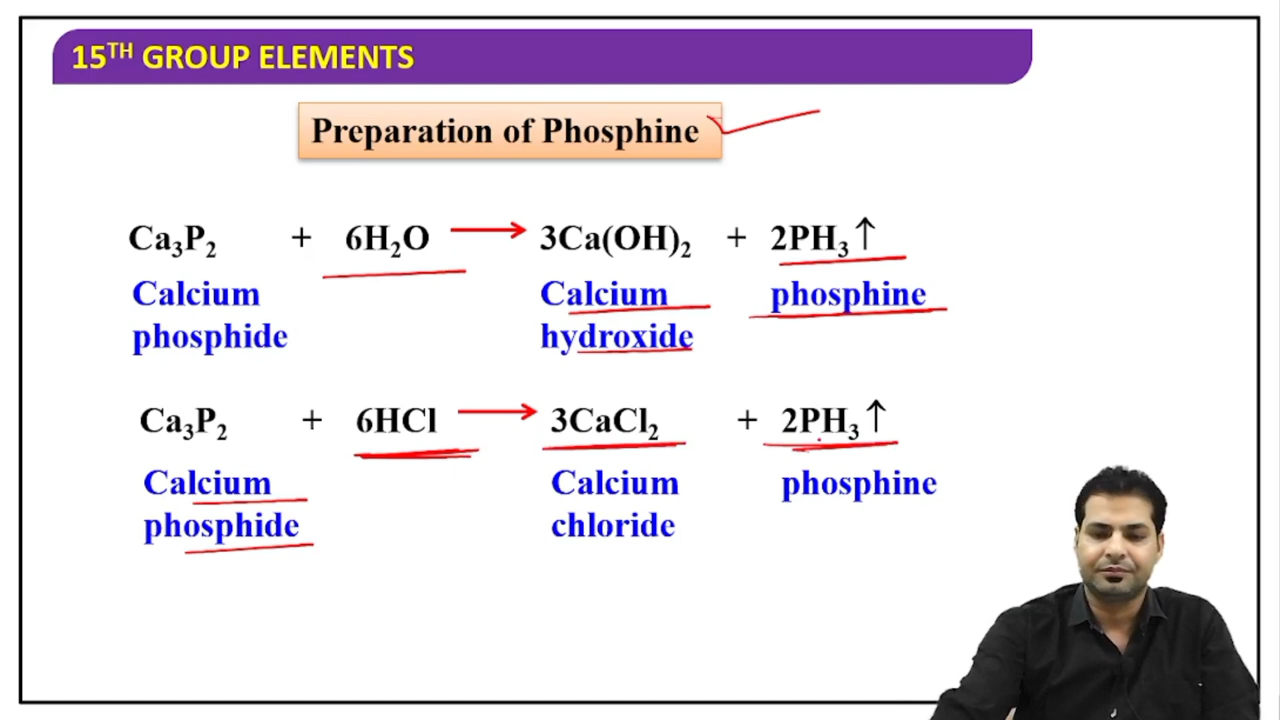 15TH GROUP ELEMENTS
Preparation of Phosphine
Ca₃P₂ + 6H₂O → 3Ca(OH)₂ + 2PH₃↑
Calcium phosphide Calcium hydroxide phosphine
Ca₃P₂ + 6HCl → 3CaCl₂ + 2PH₃↑
Calcium phosphide Calcium chloride phosphine